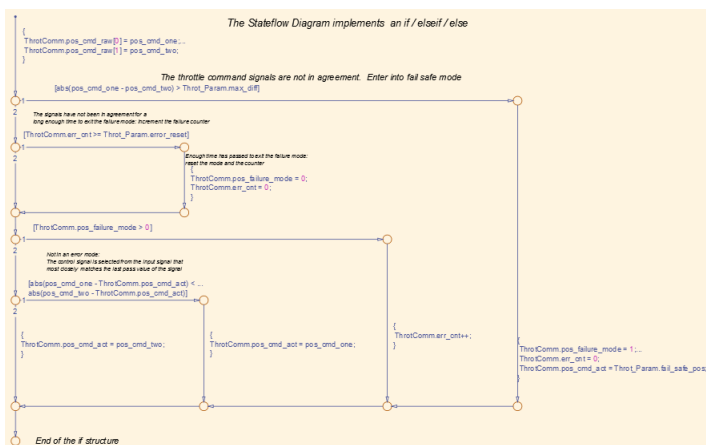 The Stateflow Diagram implements an if / elseif / else
{
ThrotComm.pos_cmd_raw[0] = pos_cmd_one;...
ThrotComm.pos_cmd_raw[1] = pos_cmd_two;
}
The throttle command signals are not in agreement. Enter into fail safe mode
[abs(pos_cmd_one - pos_cmd_two) > Throt_Param.max_diff]
1
2
The signals have not been in agreement for a
long enough time to exit the failure mode: increment the failure counter
[ThrotComm.err_cnt >= Throt_Param.error_reset]
1
2
Enough time has passed to exit the failure mode:
reset the mode and the counter
{
ThrotComm.pos_failure_mode = 0;
ThrotComm.err_cnt = 0;
}
[ThrotComm.pos_failure_mode > 0]
1
2
Not in an error mode:
The control signal is selected from the input signal that
most closely matches the last pass value of the signal
[abs(pos_cmd_one - ThrotComm.pos_cmd_act) < ...
abs(pos_cmd_two - ThrotComm.pos_cmd_act)]
1
2
{
ThrotComm.pos_cmd_act = pos_cmd_two;
}
{
ThrotComm.pos_cmd_act = pos_cmd_one;
}
{
ThrotComm.err_cnt++;
}
{
ThrotComm.pos_failure_mode = 1;...
ThrotComm.err_cnt = 0;
ThrotComm.pos_cmd_act = Throt_Param.fail_safe_pos;
}
End of the if structure